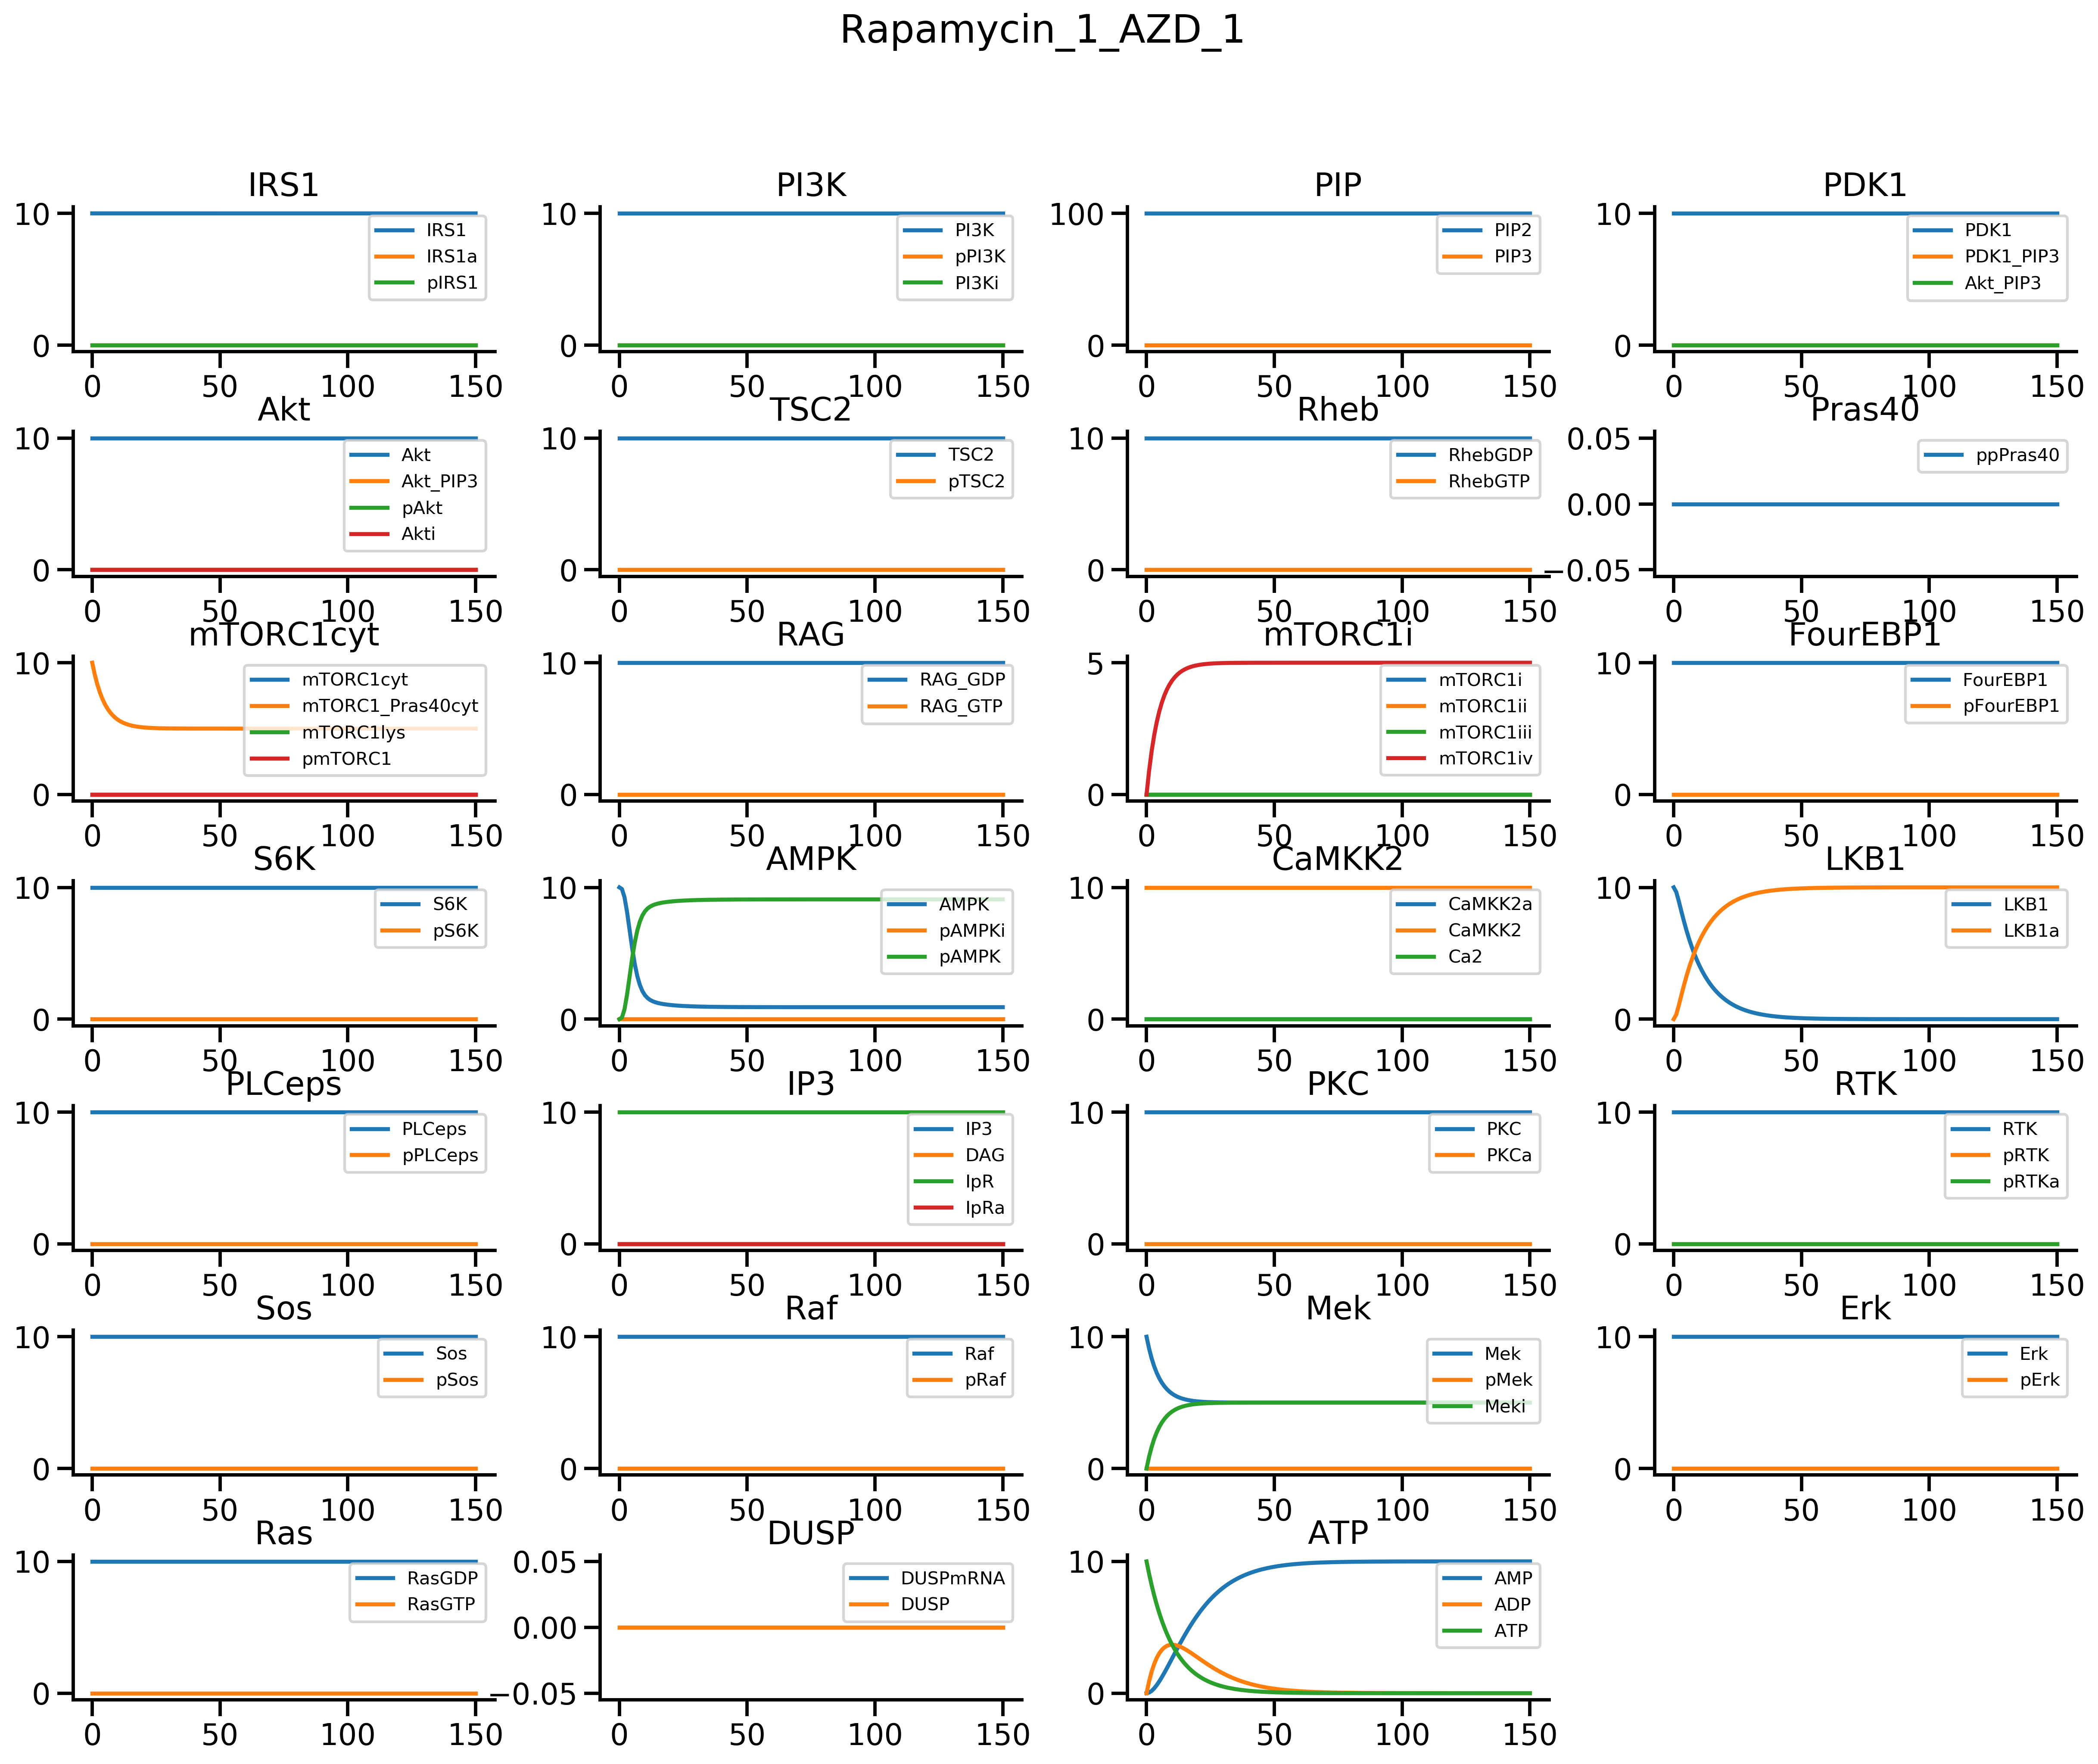 Rapamycin_1_AZD_1
IRS1
10
0
0 50 100 150
IRS1
IRS1a
pIRS1
PI3K
10
0
0 50 100 150
PI3K
pPI3K
PI3Ki
PIP
100
0
0 50 100 150
PIP2
PIP3
PDK1
10
0
0 50 100 150
PDK1
PDK1_PIP3
Akt_PIP3
Akt
10
0
0 50 100 150
Akt
Akt_PIP3
pAkt
Akti
TSC2
10
0
0 50 100 150
TSC2
pTSC2
Rheb
10
0
0 50 100 150
RhebGDP
RhebGTP
Pras40
0.05
0.00
−0.05
0 50 100 150
ppPras40
mTORC1cyt
10
0
0 50 100 150
mTORC1cyt
mTORC1_Pras40cyt
mTORC1lys
pmTORC1
RAG
10
0
0 50 100 150
RAG_GDP
RAG_GTP
mTORC1i
5
0
0 50 100 150
mTORC1i
mTORC1ii
mTORC1iii
mTORC1iv
FourEBP1
10
0
0 50 100 150
FourEBP1
pFourEBP1
S6K
10
0
0 50 100 150
S6K
pS6K
AMPK
10
0
0 50 100 150
AMPK
pAMPKi
pAMPK
CaMKK2
10
0
0 50 100 150
CaMKK2a
CaMKK2
Ca2
LKB1
10
0
0 50 100 150
LKB1
LKB1a
PLCeps
10
0
0 50 100 150
PLCeps
pPLCeps
IP3
10
0
0 50 100 150
IP3
DAG
IpR
IpRa
PKC
10
0
0 50 100 150
PKC
PKCa
RTK
10
0
0 50 100 150
RTK
pRTK
pRTKa
Sos
10
0
0 50 100 150
Sos
pSos
Raf
10
0
0 50 100 150
Raf
pRaf
Mek
10
0
0 50 100 150
Mek
pMek
Meki
Erk
10
0
0 50 100 150
Erk
pErk
Ras
10
0
0 50 100 150
RasGDP
RasGTP
DUSP
0.05
0.00
−0.05
0 50 100 150
DUSPmRNA
DUSP
ATP
10
0
0 50 100 150
AMP
ADP
ATP